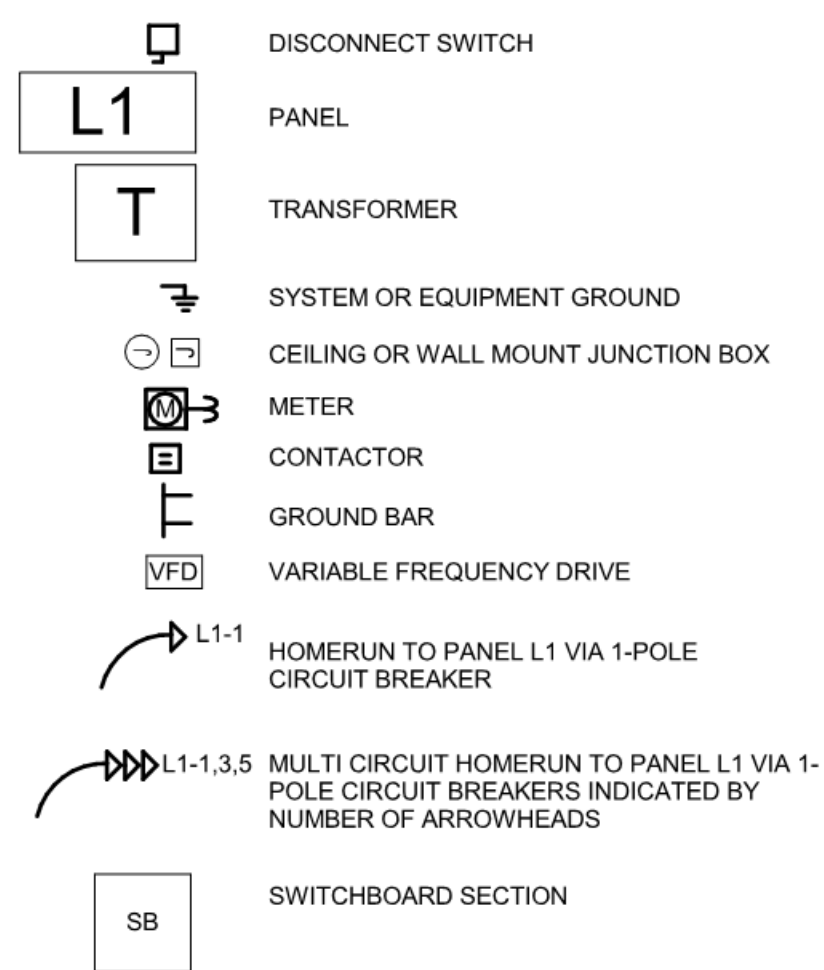 DISCONNECT SWITCH
L1
PANEL
T
TRANSFORMER
SYSTEM OR EQUIPMENT GROUND
CEILING OR WALL MOUNT JUNCTION BOX
M
METER
CONTACTOR
GROUND BAR
VFD
VARIABLE FREQUENCY DRIVE
L1-1
HOMERUN TO PANEL L1 VIA 1-POLE
CIRCUIT BREAKER
L1-1,3,5
MULTI CIRCUIT HOMERUN TO PANEL L1 VIA 1-
POLE CIRCUIT BREAKERS INDICATED BY
NUMBER OF ARROWHEADS
SB
SWITCHBOARD SECTION